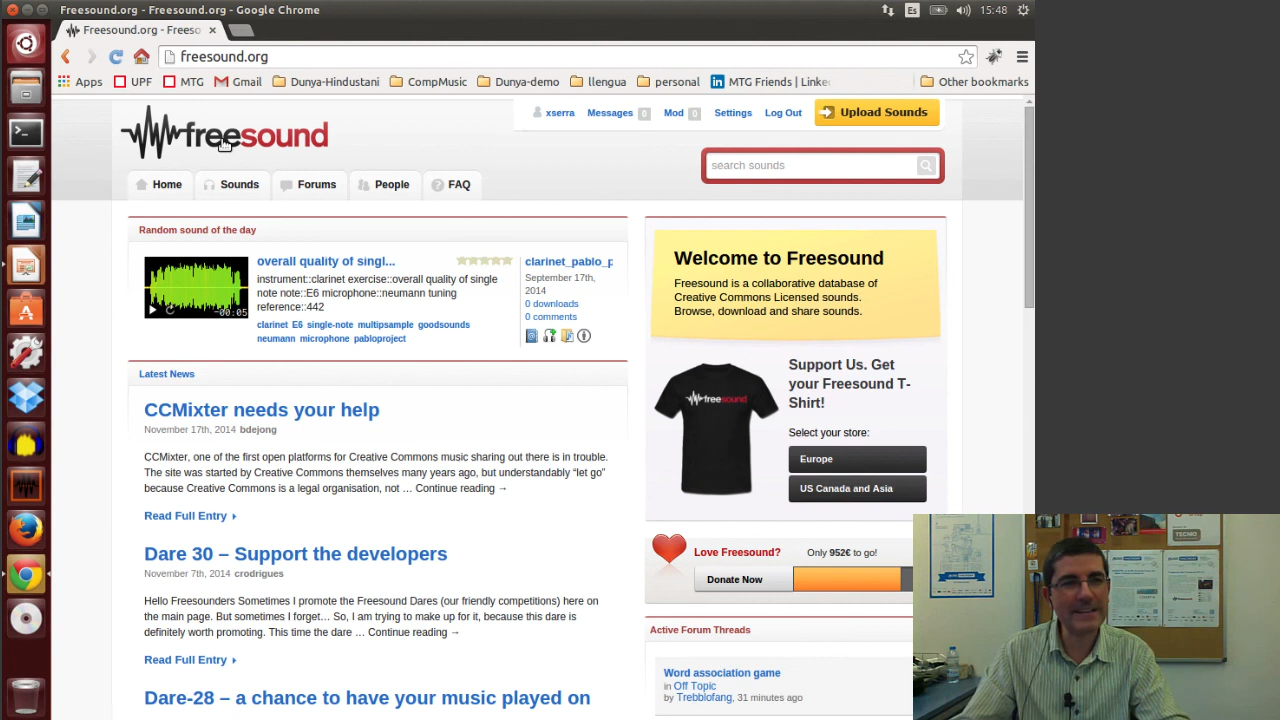 Freesound.org - Freesound.org - Google Chrome
Es
15:48
Freesound.org - Freeso
freesound.org
Apps
UPF
MTG
Gmail
Dunya-Hindustani
CompMusic
Dunya-demo
llengua
personal
MTG Friends | Linke
Other bookmarks
freesound
xserra
Messages 0
Mod 0
Settings
Log Out
Upload Sounds
search sounds
Home
Sounds
Forums
People
FAQ
Random sound of the day
-00:05
overall quality of singl...
instrument::clarinet exercise::overall quality of single
note note::E6 microphone::neumann tuning
reference::442
clarinet E6 single-note multipsample goodsounds
neumann microphone pabloproject
clarinet_pablo_p
September 17th,
2014
0 downloads
0 comments
Latest News
CCMixter needs your help
November 17th, 2014 bdejong
CCMixter, one of the first open platforms for Creative Commons music sharing out there is in trouble.
The site was started by Creative Commons themselves many years ago, but understandably “let go”
because Creative Commons is a legal organisation, not … Continue reading →
Read Full Entry
Dare 30 – Support the developers
November 7th, 2014 crodrigues
Hello Freesounders Sometimes I promote the Freesound Dares (our friendly competitions) here on
the main page. But sometimes I forget… So, I am trying to make up for it, because this dare is
definitely worth promoting. This time the dare … Continue reading →
Read Full Entry
Dare-28 – a chance to have your music played on
Welcome to Freesound
Freesound is a collaborative database of
Creative Commons Licensed sounds.
Browse, download and share sounds.
freesound
Support Us. Get
your Freesound T-
Shirt!
Select your store:
Europe
US Canada and Asia
Love Freesound?
Only 952€ to go!
Donate Now
Active Forum Threads
Word association game
in Off Topic
by Trebblofang, 31 minutes ago
TECNIO